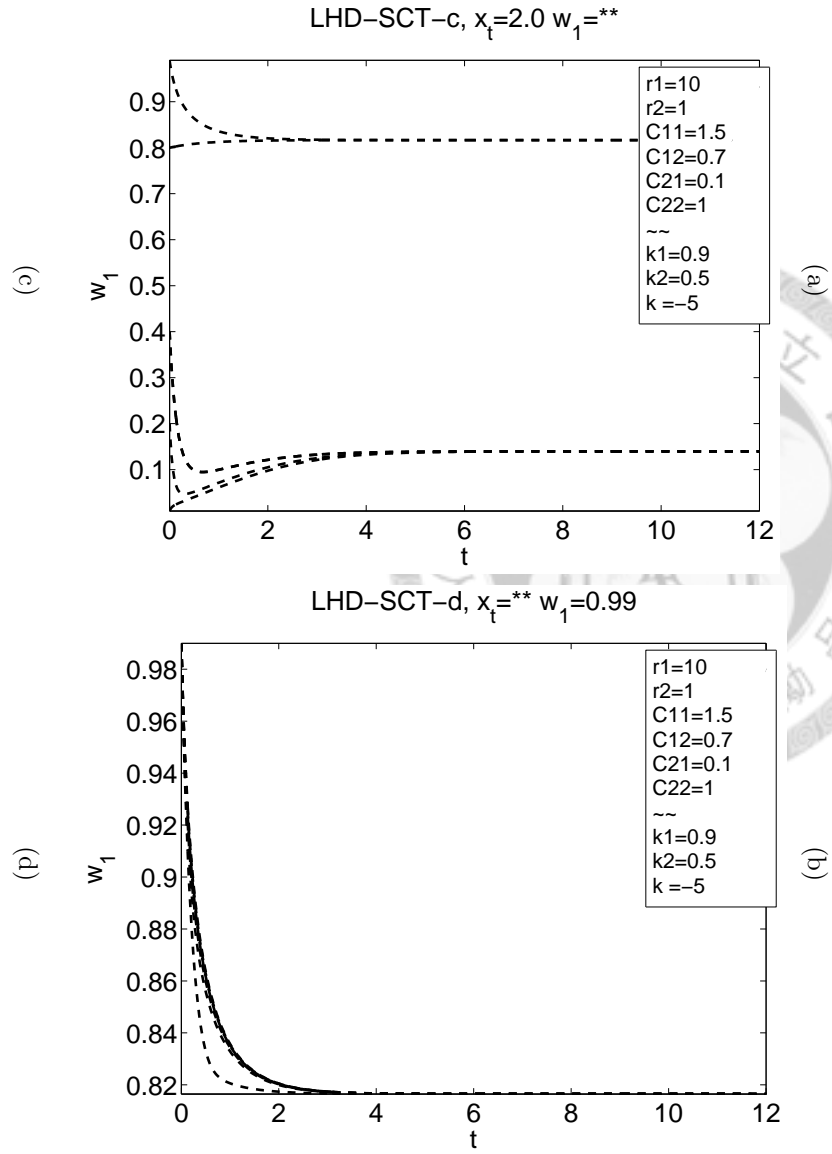 LHD−SCT−c, x_t=2.0 w_1=**
0.9
0.8
0.7
0.6
0.5
0.4
0.3
0.2
0.1
w_1
0
2
4
6
8
10
12
t
r1=10
r2=1
C11=1.5
C12=0.7
C21=0.1
C22=1
~~
k1=0.9
k2=0.5
k =−5
(c)
(a)
LHD−SCT−d, x_t=** w_1=0.99
0.98
0.96
0.94
0.92
0.9
0.88
0.86
0.84
0.82
w_1
0
2
4
6
8
10
12
t
r1=10
r2=1
C11=1.5
C12=0.7
C21=0.1
C22=1
~~
k1=0.9
k2=0.5
k =−5
(d)
(b)
立